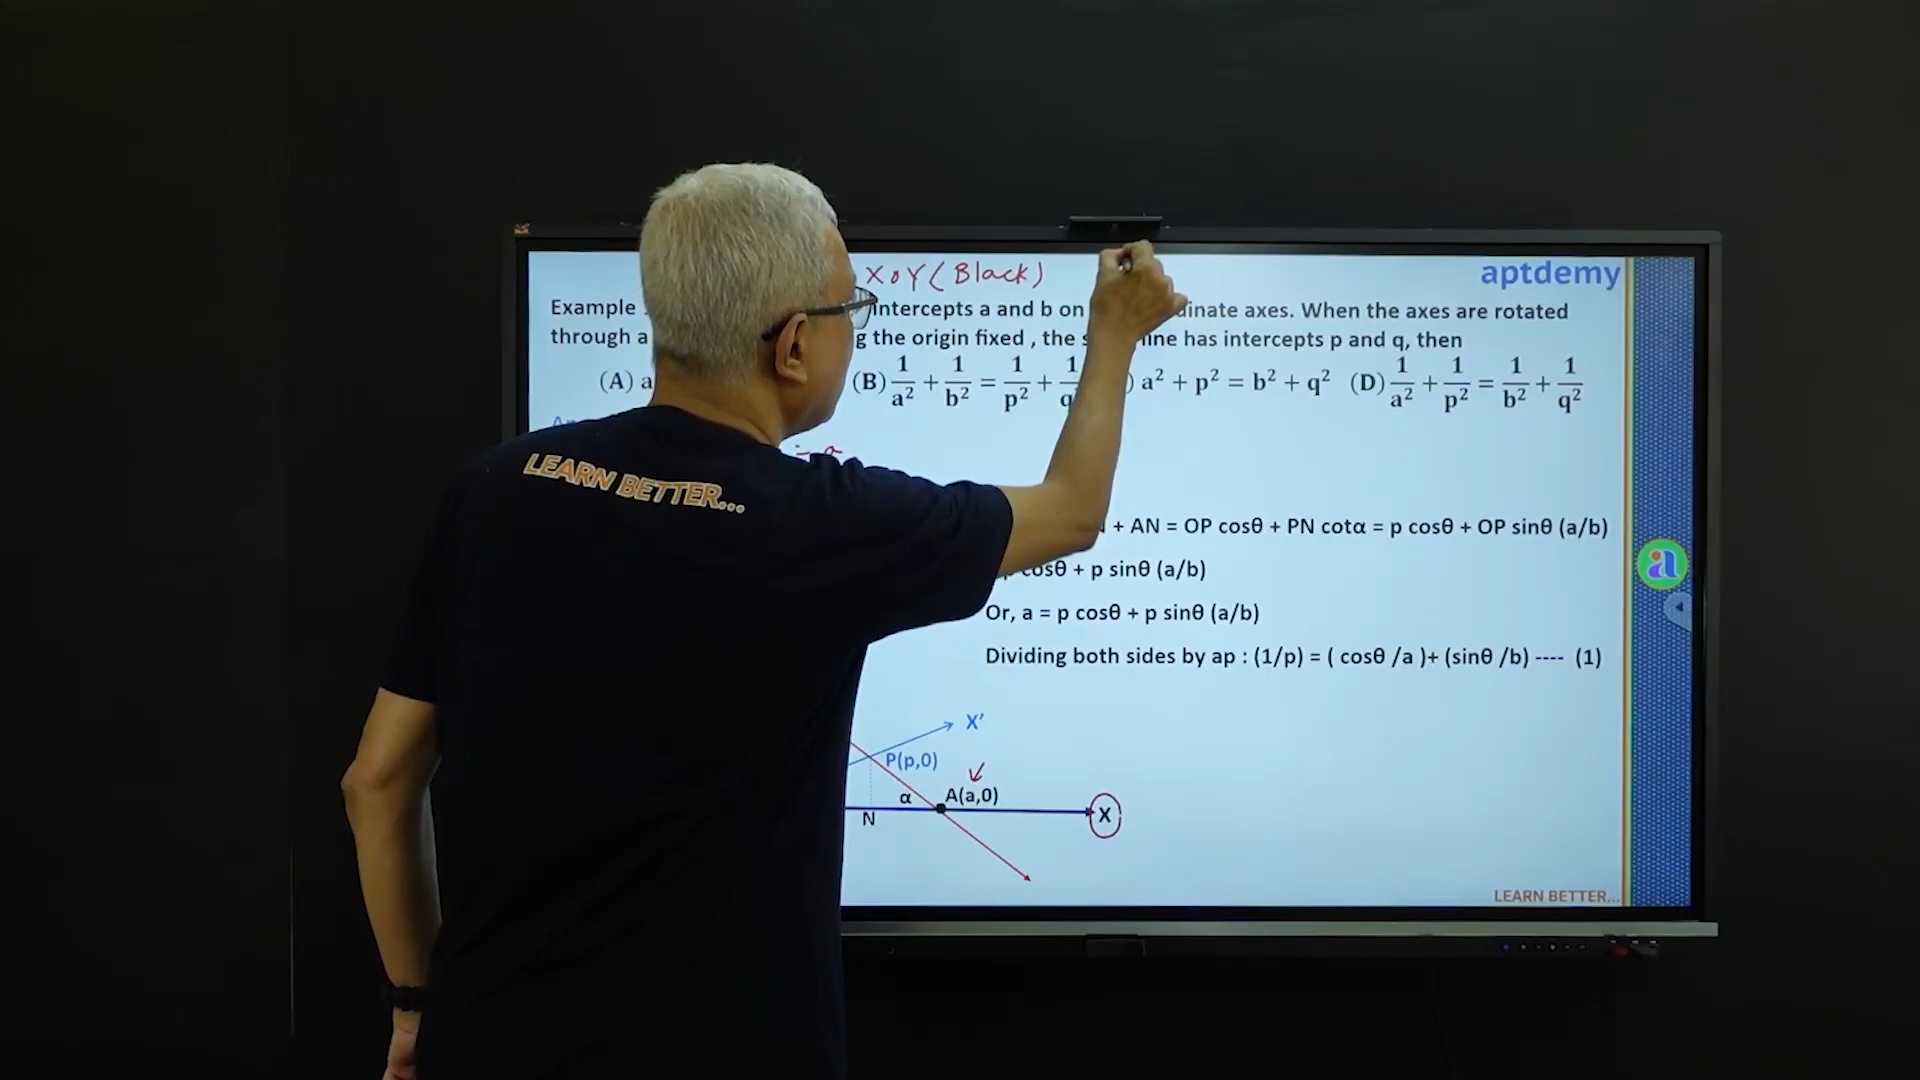 XOY (Black)
aptdemy
Example intercepts a and b on axes. When the axes are rotated
through a the origin fixed , the line has intercepts p and q, then
(A) a (B) 1/a² + 1/b² = 1/p² + 1/q a² + p² = b² + q² (D) 1/a² + 1/p² = 1/b² + 1/q²
LEARN BETTER...
+ AN = OP cosθ + PN cotα = p cosθ + OP sinθ (a/b)
cosθ + p sinθ (a/b)
Or, a = p cosθ + p sinθ (a/b)
Dividing both sides by ap : (1/p) = ( cosθ /a )+ (sinθ /b) ---- (1)
X'
P(p,0)
α A(a,0)
N X
LEARN BETTER...
a